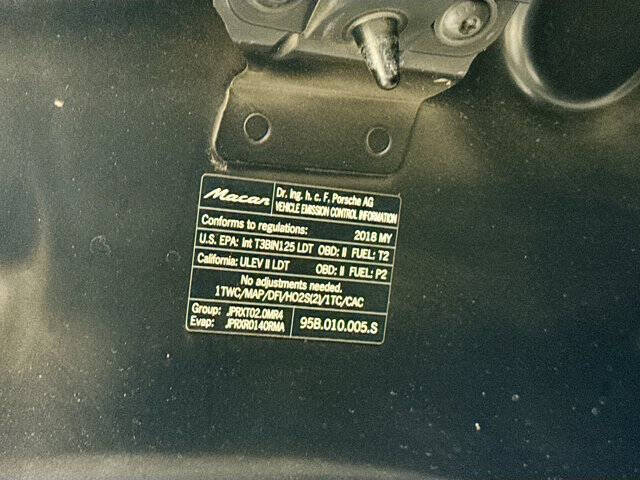 Macan
Dr. Ing. h. c. F. Porsche AG
VEHICLE EMISSION CONTROL INFORMATION
Conforms to regulations: 2018 MY
U.S. EPA: Int T3BIN125 LDT OBD: II FUEL: T2
California: ULEV II LDT OBD: II FUEL: P2
No adjustments needed.
1TWC/MAP/DFI/HO2S(2)/1TC/CAC
Group: JPRXT02.0MR4
Evap: JPRXR0140RMA
95B.010.005.S